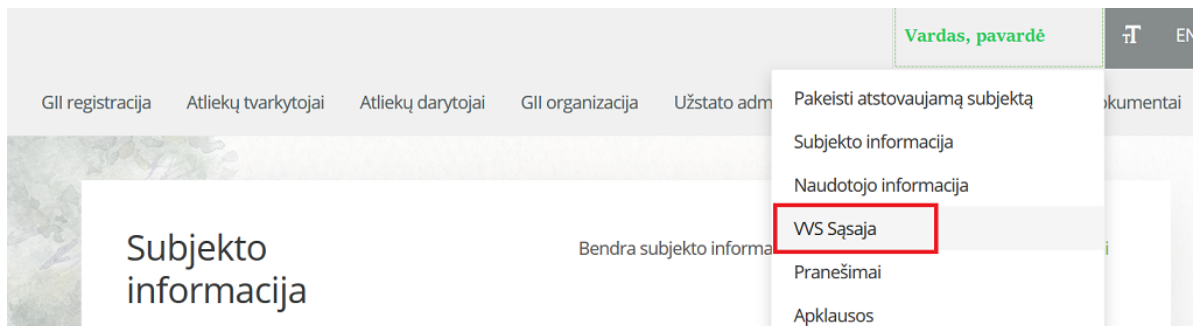 Vardas, pavardė
EN
GII registracija Atliekų tvarkytojai Atliekų darytojai GII organizacija Užstato adm
Pakeisti atstovaujamą subjektą
kumentai
Subjekto informacija
Naudotojo informacija
VVS Sąsaja
Pranešimai
Apklausos
Subjekto
informacija
Bendra subjekto informa
i